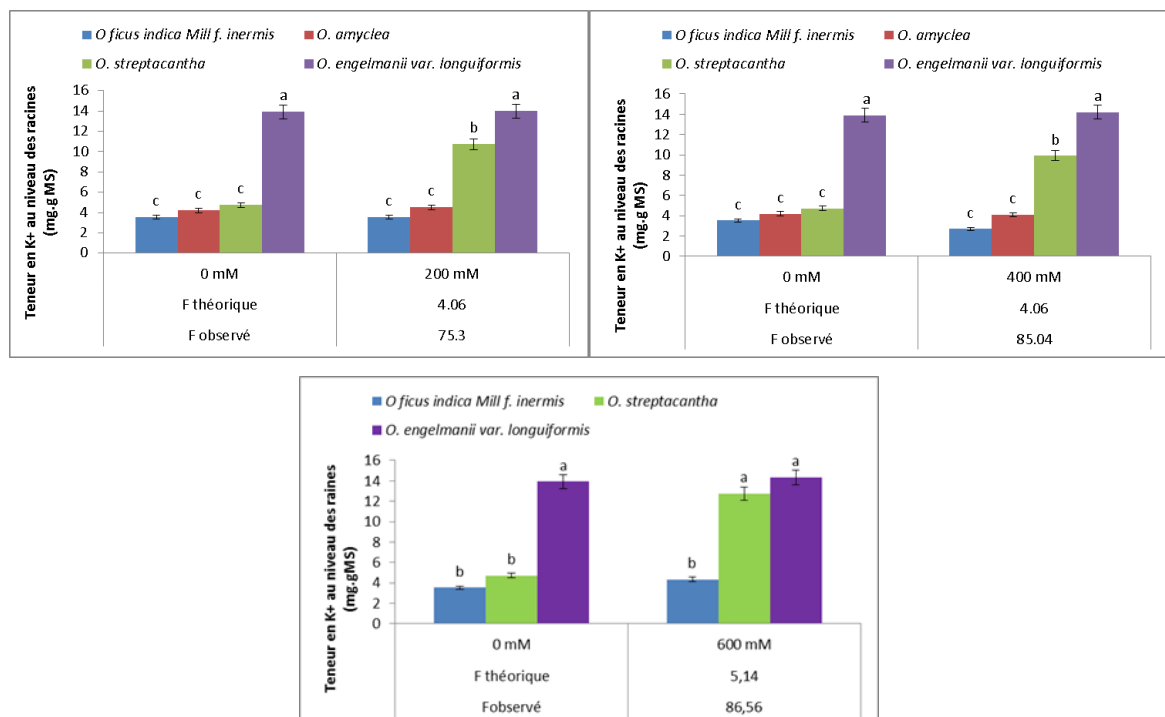 O ficus indica Mill f. inermis
O. amyclea
O. streptacantha
O. engelmanii var. longuiformis
Teneur en K+ au niveau des racines
(mg.g MS)
16
14
12
10
8
6
4
2
0
c
c
c
a
c
c
b
a
0 mM
200 mM
F théorique
4.06
F observé
75.3
O ficus indica Mill f. inermis
O. amyclea
O. streptacantha
O. engelmanii var. longuiformis
Teneur en K+ au niveau des racines
(mg.g MS)
16
14
12
10
8
6
4
2
0
c
c
c
a
c
c
b
a
0 mM
400 mM
F théorique
4.06
F observé
85.04
O ficus indica Mill f. inermis
O. streptacantha
O. engelmanii var. longuiformis
Teneur en K+ au niveau des raines
(mg.gMS)
16
14
12
10
8
6
4
2
0
b
b
a
b
a
a
0 mM
600 mM
F théorique
5,14
Fobservé
86,56